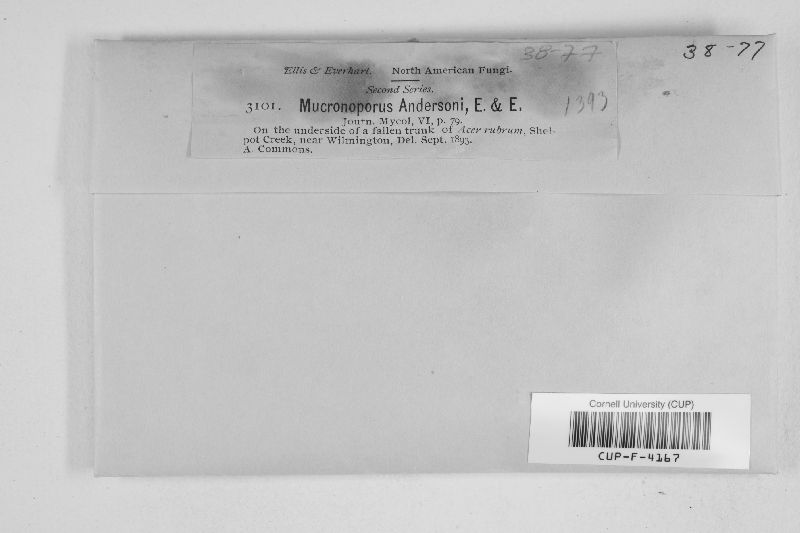 38-77
38-77
Ellis & Everhart. North American Fungi.
Second Series.
3101. Mucronoporus Andersoni, E. & E.
1393
Journ. Mycol, VI, p. 79.
On the underside of a fallen trunk of Acer rubrum, Shel-
pot Creek, near Wilmington, Del. Sept. 1893.
A. Commons.
Cornell University (CUP)
CUP-F-4167